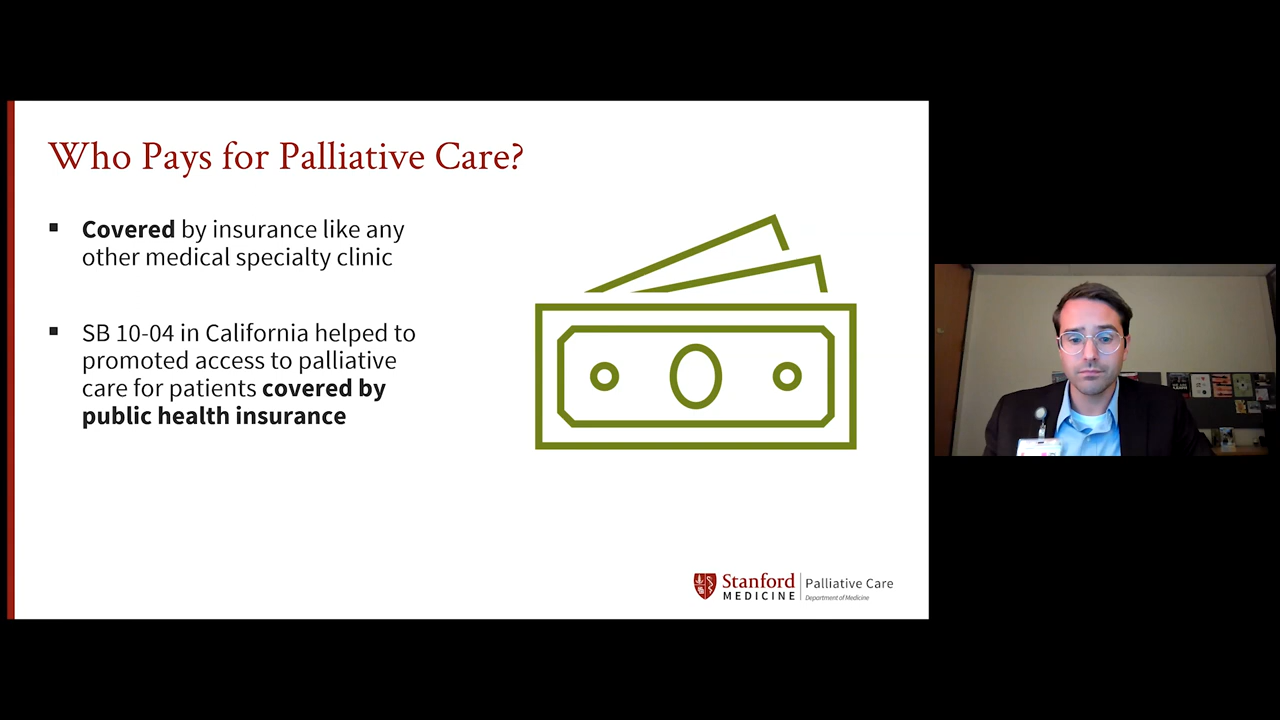 Who Pays for Palliative Care?
Covered by insurance like any
other medical specialty clinic
SB 10-04 in California helped to
promoted access to palliative
care for patients covered by
public health insurance
Stanford
MEDICINE
Palliative Care
Department of Medicine